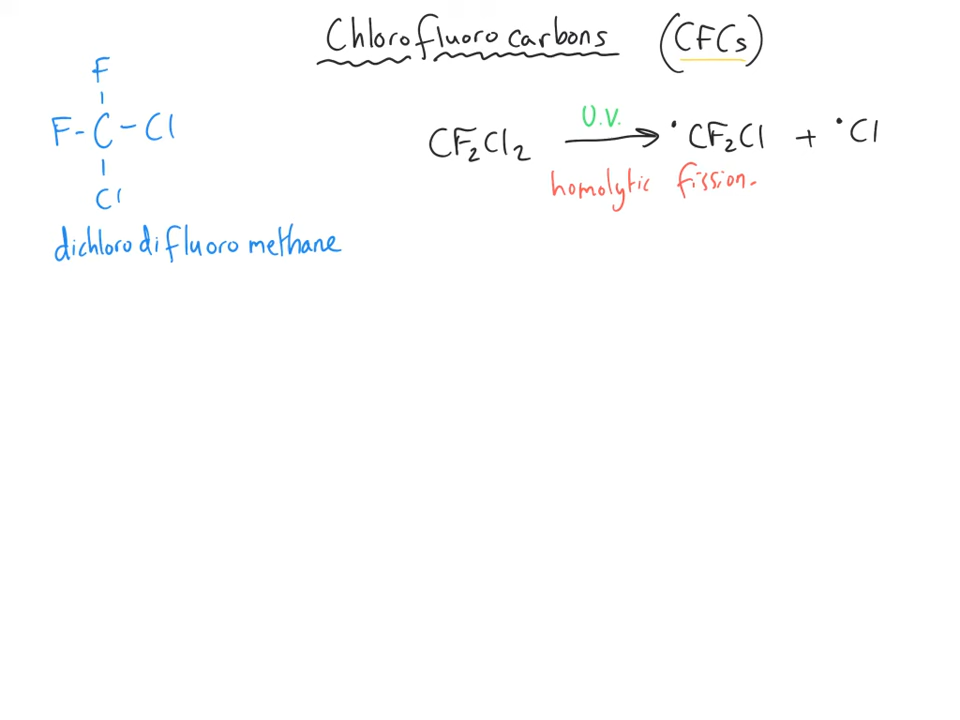 Chlorofluorocarbons (CFCs)
F
F - C - Cl
Cl
dichlorodifluoromethane
CF₂Cl₂ U.V. → •CF₂Cl + •Cl
homolytic fission.